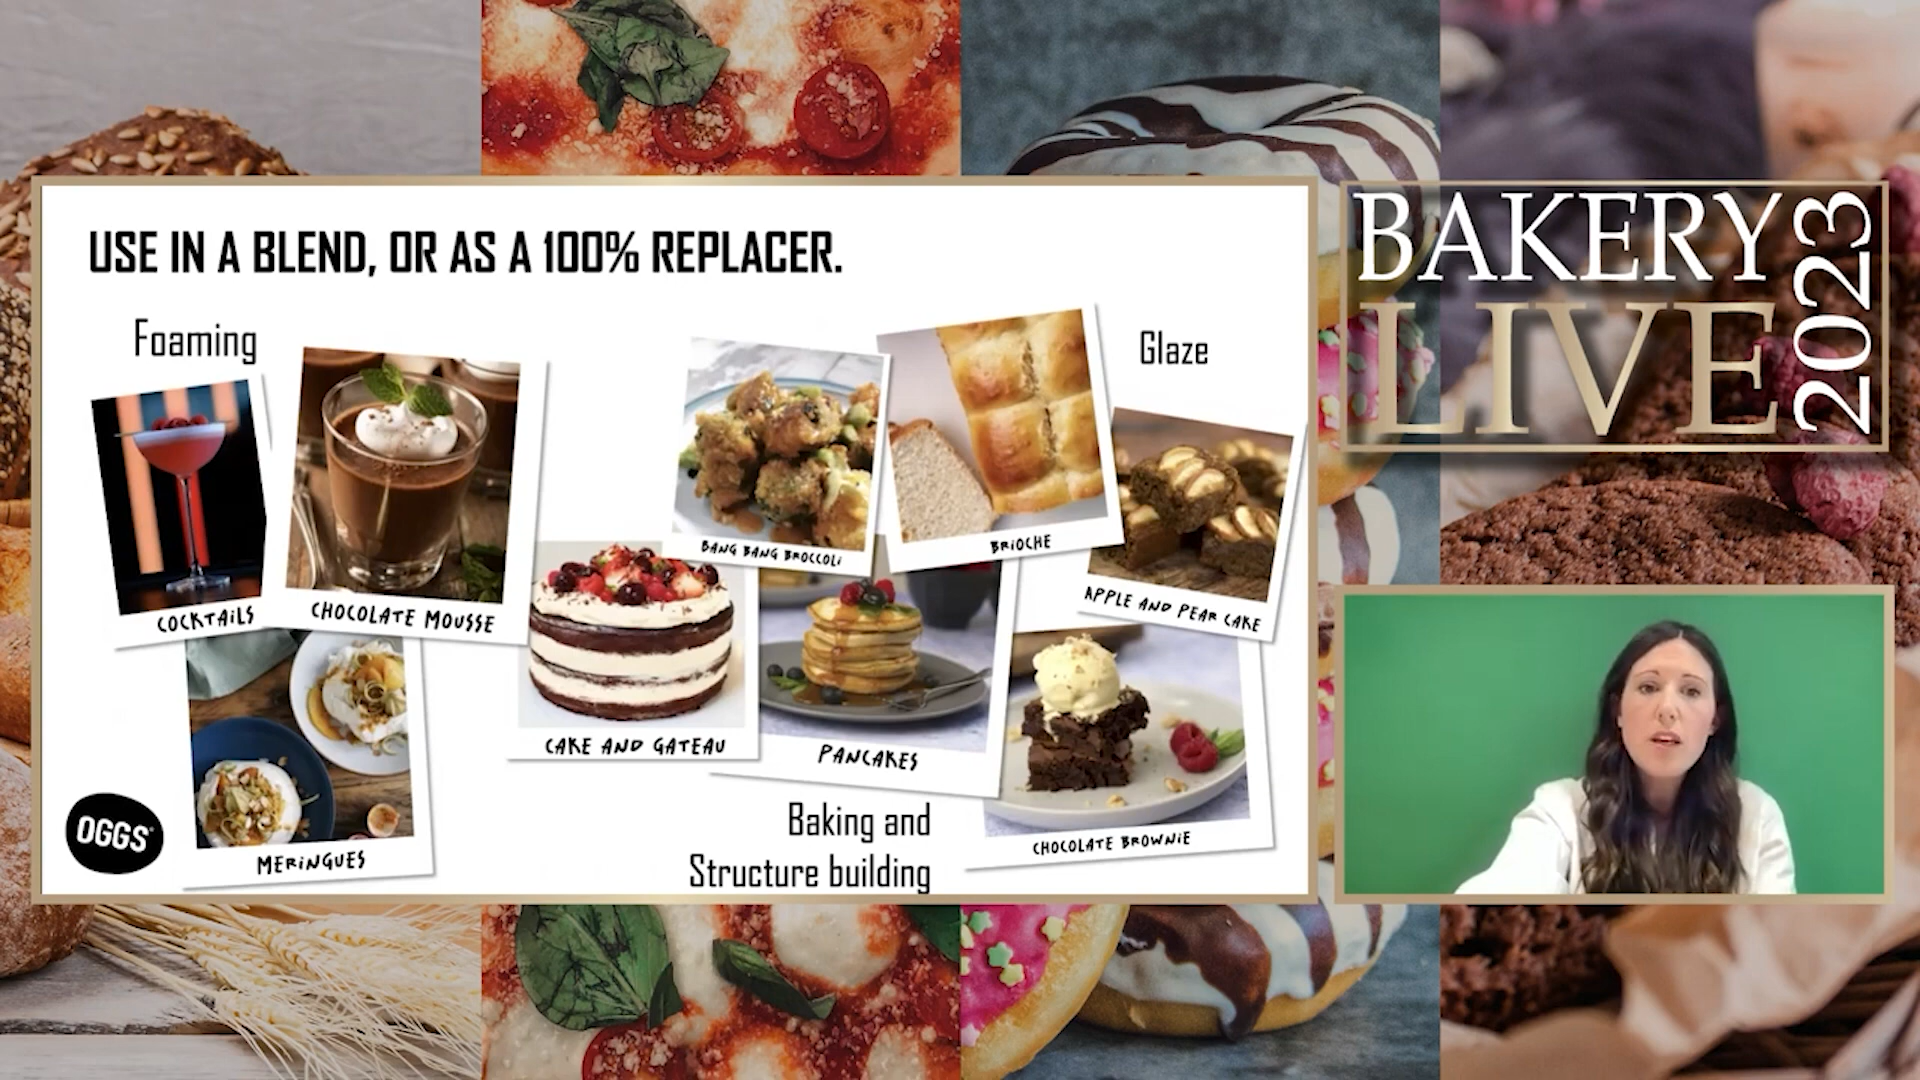 USE IN A BLEND, OR AS A 100% REPLACER.
Foaming
Glaze
COCKTAILS
CHOCOLATE MOUSSE
BANG BANG BROCCOLI
BRIOCHE
APPLE AND PEAR CAKE
MERINGUES
CAKE AND GATEAU
PANCAKES
CHOCOLATE BROWNIE
Baking and
Structure building
OGGS®
BAKERY
LIVE
2023